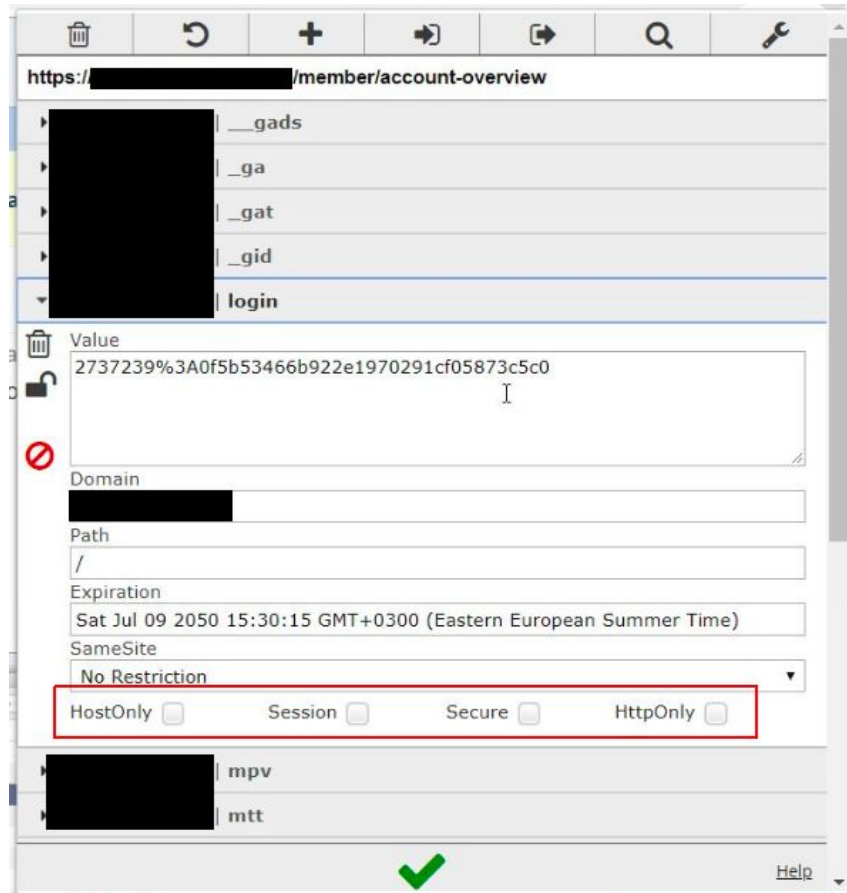 https:// /member/account-overview
| __gads
| _ga
| _gat
| _gid
| login
Value
2737239%3A0f5b53466b922e1970291cf05873c5c0
Domain
Path
/
Expiration
Sat Jul 09 2050 15:30:15 GMT+0300 (Eastern European Summer Time)
SameSite
No Restriction
HostOnly Session Secure HttpOnly
| mpv
| mtt
Help